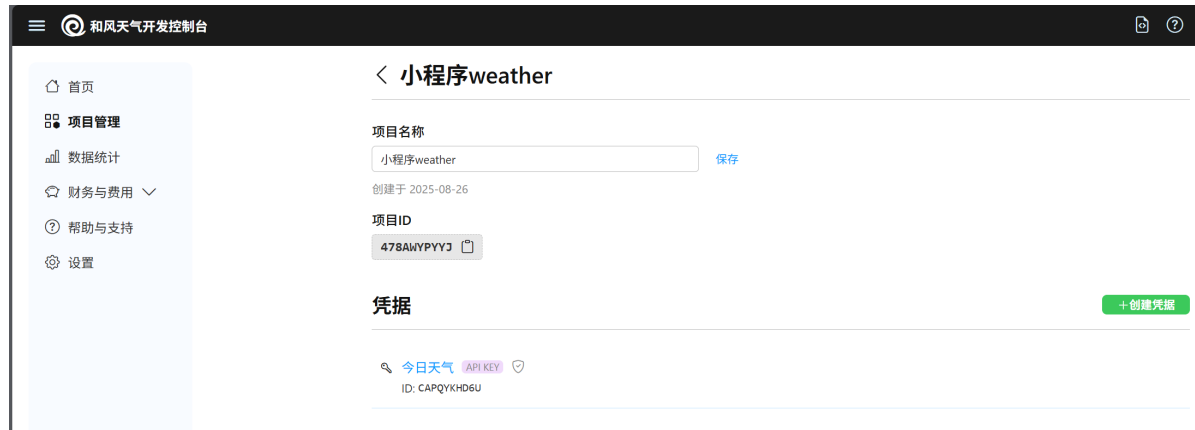 和风天气开发控制台
首页
项目管理
数据统计
财务与费用
帮助与支持
设置
小程序weather
项目名称
小程序weather
保存
创建于 2025-08-26
项目ID
478AWYPYYJ
凭据
+创建凭据
今日天气 API KEY
ID: CAPQYKHD6U